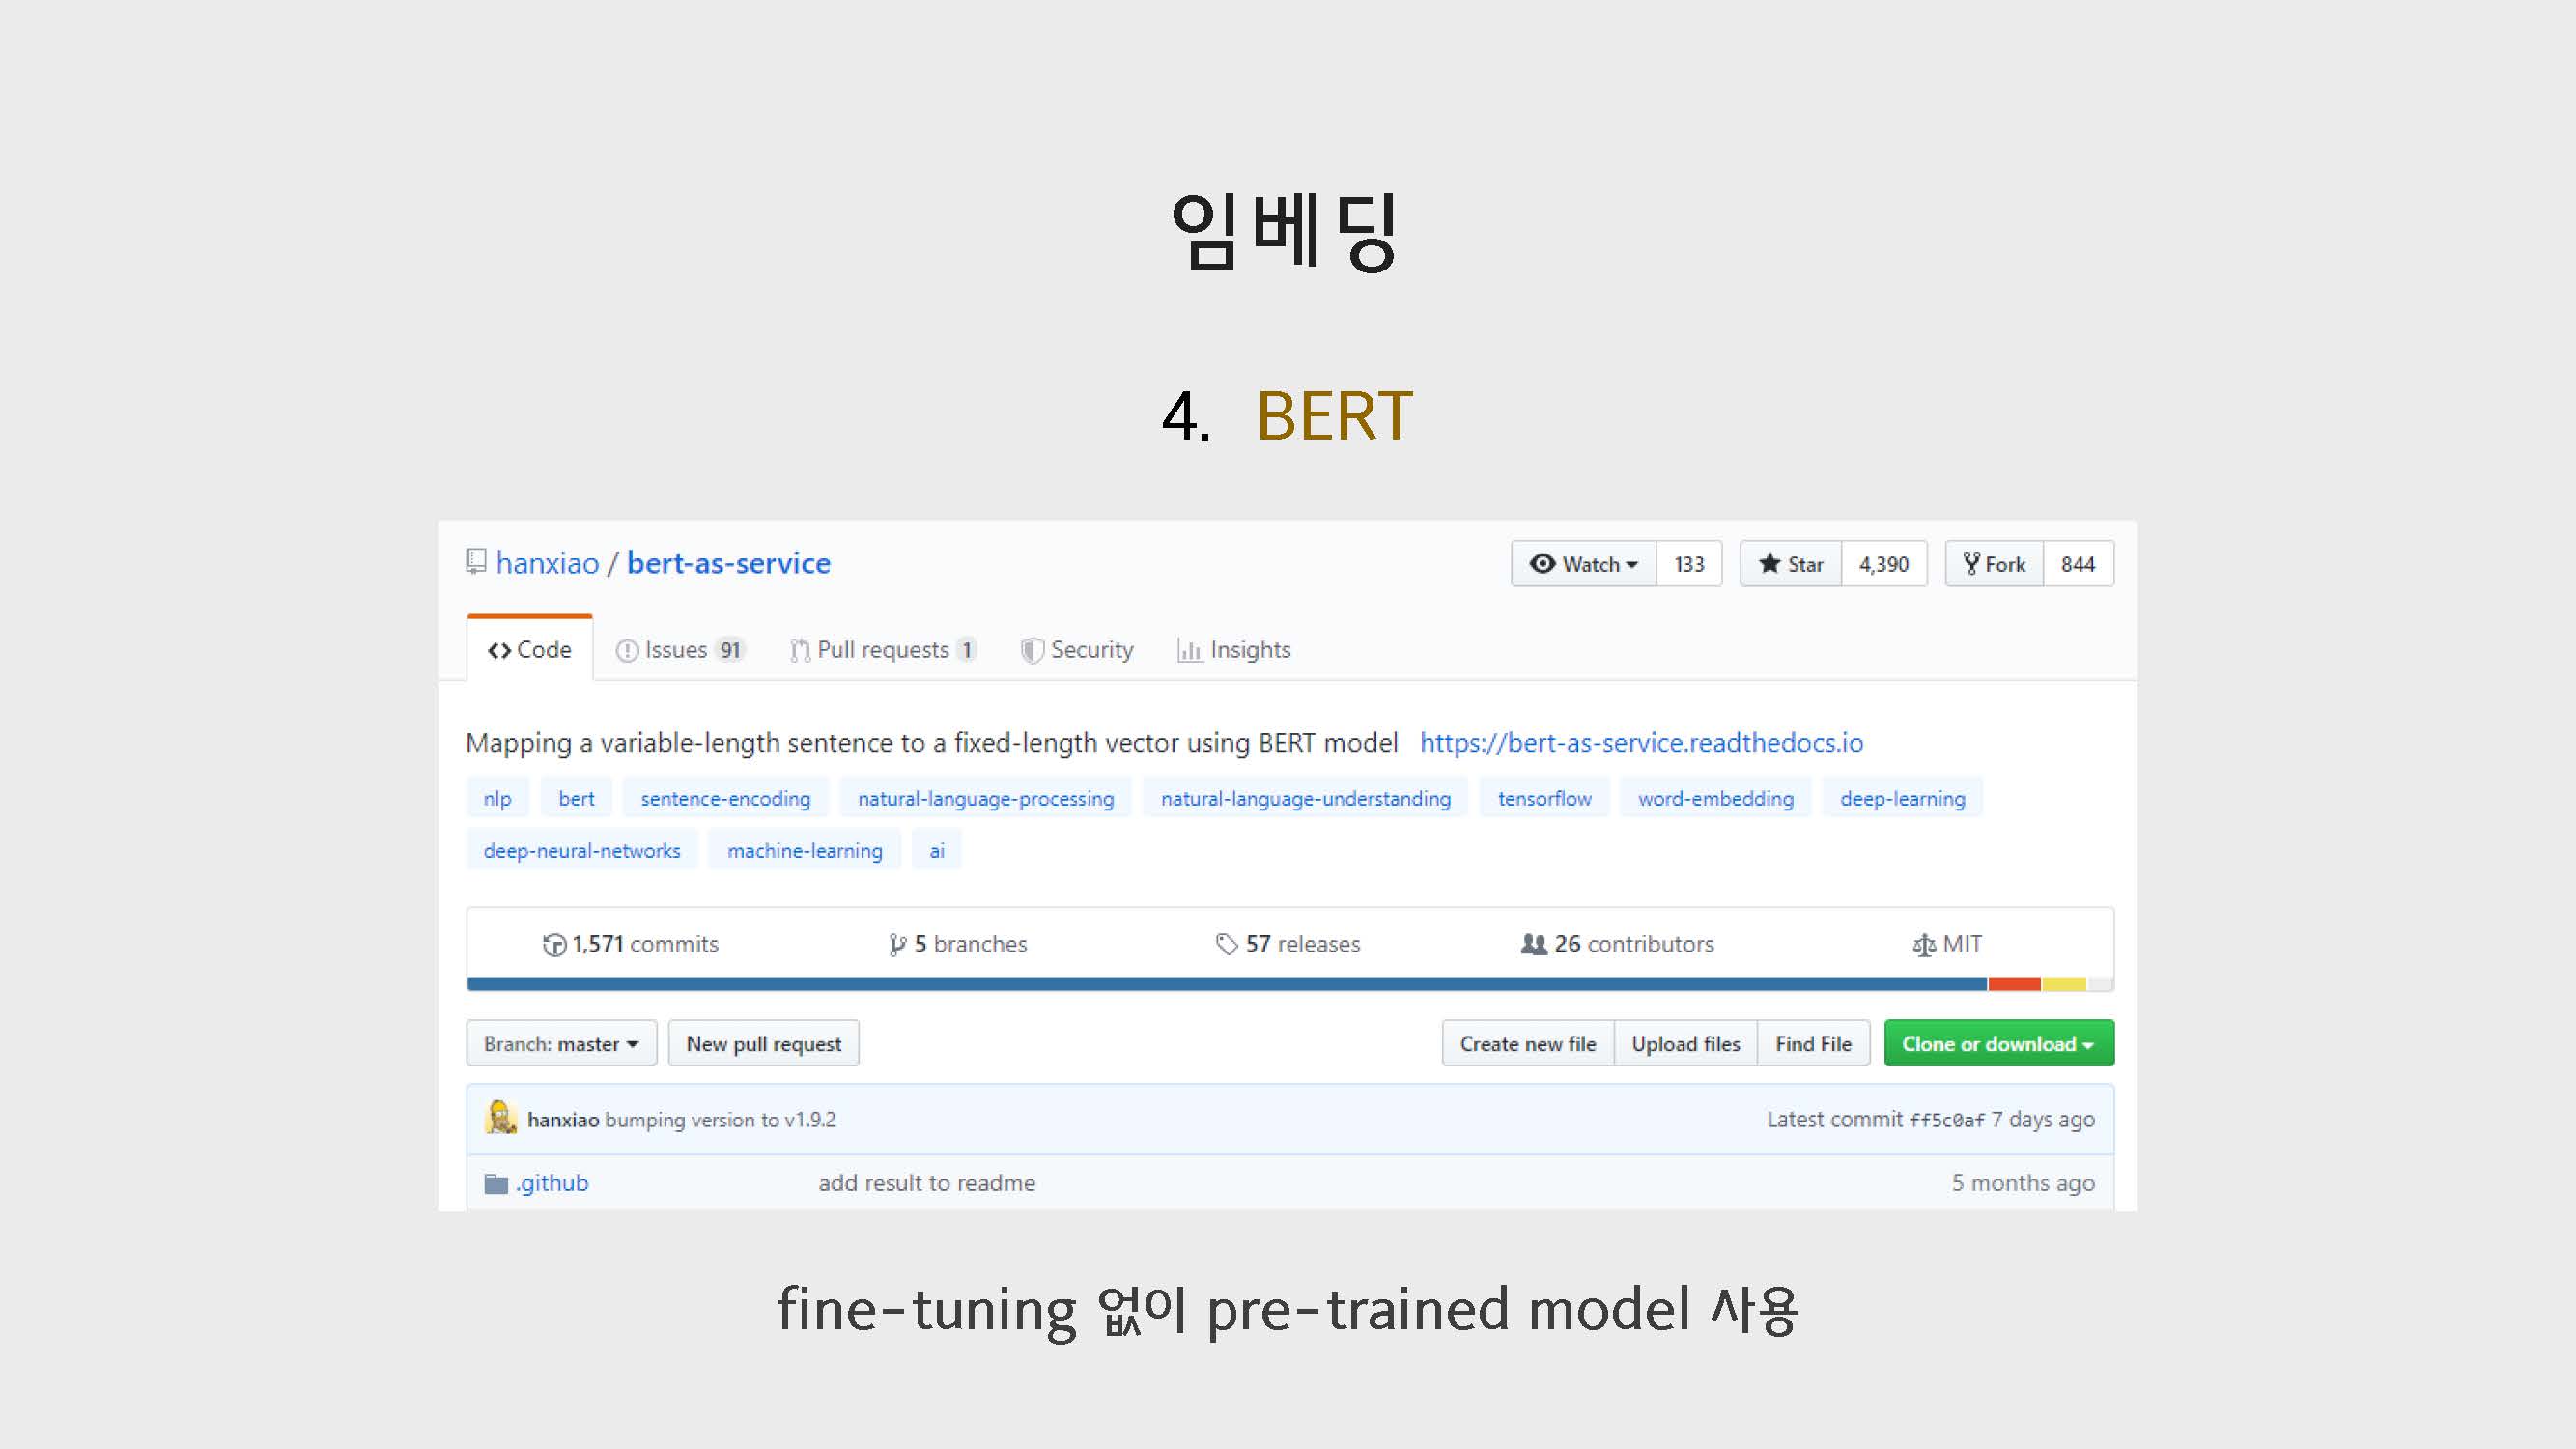 임베딩
4. BERT
hanxiao / bert-as-service Watch 133 Star 4,390 Fork 844
Code Issues 91 Pull requests 1 Security Insights
Mapping a variable-length sentence to a fixed-length vector using BERT model https://bert-as-service.readthedocs.io
nlp bert sentence-encoding natural-language-processing natural-language-understanding tensorflow word-embedding deep-learning
deep-neural-networks machine-learning ai
1,571 commits 5 branches 57 releases 26 contributors MIT
Branch: master New pull request Create new file Upload files Find File Clone or download
hanxiao bumping version to v1.9.2 Latest commit ff5c0af 7 days ago
.github add result to readme 5 months ago
fine-tuning 없이 pre-trained model 사용